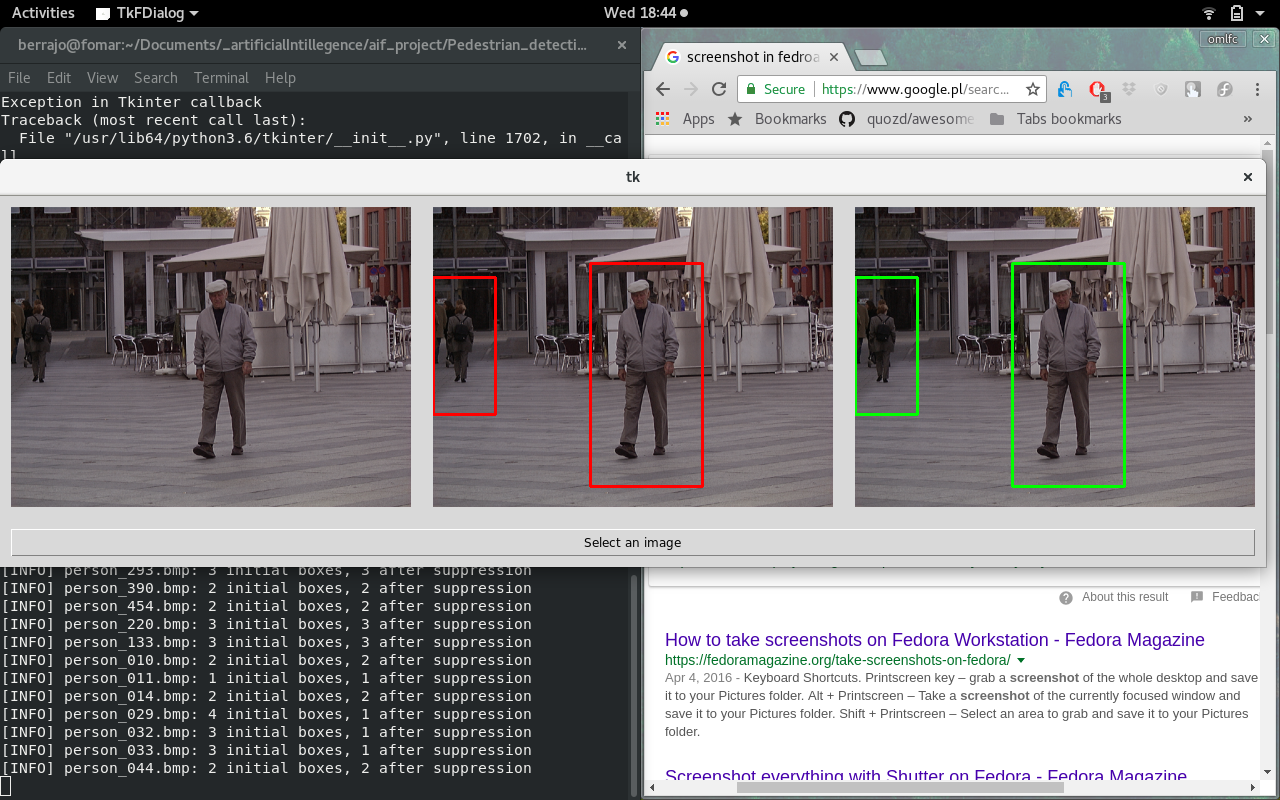 Activities TkFDialog Wed 18:44
berrajo@fomar:~/Documents/_artificialIntillegence/aif_project/Pedestrian_detecti...
File Edit View Search Terminal Help
Exception in Tkinter callback
Traceback (most recent call last):
File "/usr/lib64/python3.6/tkinter/__init__.py", line 1702, in __ca
ll
omlfc
screenshot in fedroa
Secure https://www.google.pl/searc...
3
Apps Bookmarks quozd/awesome Tabs bookmarks »
tk
Select an image
[INFO] person_293.bmp: 3 initial boxes, 3 after suppression
[INFO] person_390.bmp: 2 initial boxes, 2 after suppression
[INFO] person_454.bmp: 2 initial boxes, 2 after suppression
[INFO] person_220.bmp: 3 initial boxes, 3 after suppression
[INFO] person_133.bmp: 3 initial boxes, 3 after suppression
[INFO] person_010.bmp: 2 initial boxes, 2 after suppression
[INFO] person_011.bmp: 1 initial boxes, 1 after suppression
[INFO] person_014.bmp: 2 initial boxes, 2 after suppression
[INFO] person_029.bmp: 4 initial boxes, 1 after suppression
[INFO] person_032.bmp: 3 initial boxes, 1 after suppression
[INFO] person_033.bmp: 3 initial boxes, 1 after suppression
[INFO] person_044.bmp: 2 initial boxes, 2 after suppression
About this result Feedbac
How to take screenshots on Fedora Workstation - Fedora Magazine
https://fedoramagazine.org/take-screenshots-on-fedora/
Apr 4, 2016 - Keyboard Shortcuts. Printscreen key – grab a screenshot of the whole desktop and save
it to your Pictures folder. Alt + Printscreen – Take a screenshot of the currently focused window and
save it to your Pictures folder. Shift + Printscreen – Select an area to grab and save it to your Pictures
folder.
Screenshot everything with Shutter on Fedora - Fedora Magazine